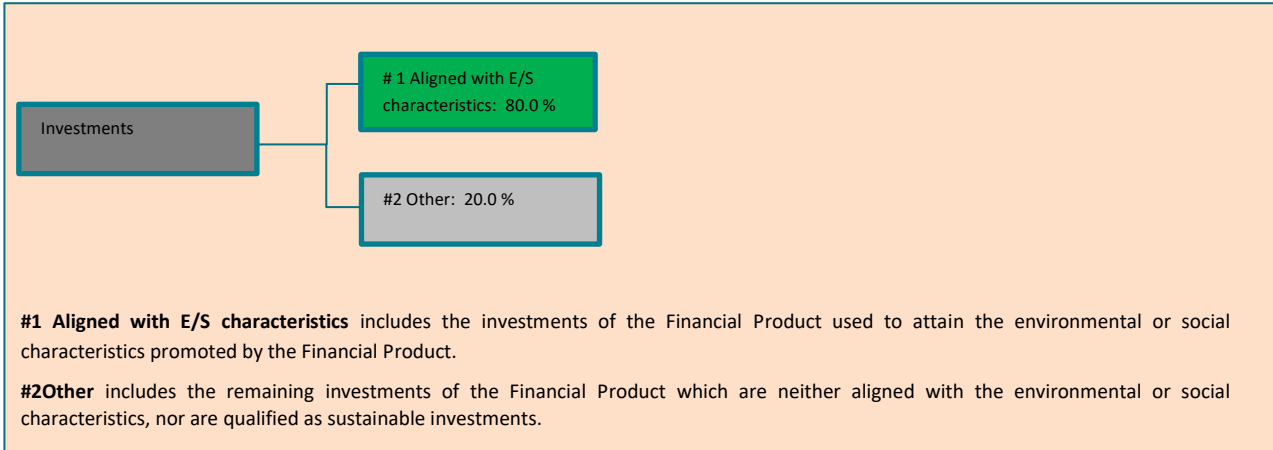 # 1 Aligned with E/S
characteristics: 80.0 %
Investments
#2 Other: 20.0 %
#1 Aligned with E/S characteristics includes the investments of the Financial Product used to attain the environmental or social
characteristics promoted by the Financial Product.
#2Other includes the remaining investments of the Financial Product which are neither aligned with the environmental or social
characteristics, nor are qualified as sustainable investments.